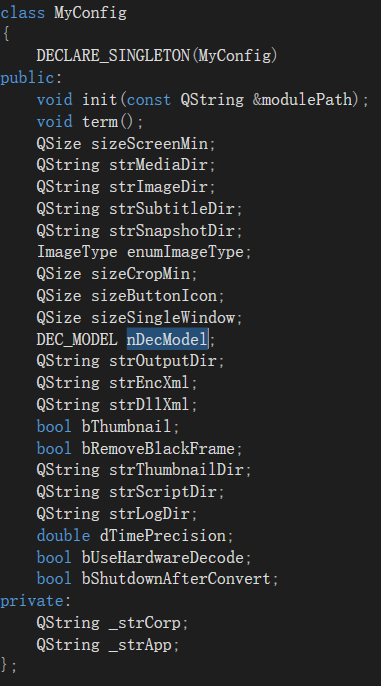 class MyConfig
{
    DECLARE_SINGLETON(MyConfig)
public:
    void init(const QString &modulePath);
    void term();
    QSize sizeScreenMin;
    QString strMediaDir;
    QString strImageDir;
    QString strSubtitleDir;
    QString strSnapshotDir;
    ImageType enumImageType;
    QSize sizeCropMin;
    QSize sizeButtonIcon;
    QSize sizeSingleWindow;
    DEC_MODEL nDecModel;
    QString strOutputDir;
    QString strEncXml;
    QString strDllXml;
    bool bThumbnail;
    bool bRemoveBlackFrame;
    QString strThumbnailDir;
    QString strScriptDir;
    QString strLogDir;
    double dTimePrecision;
    bool bUseHardwareDecode;
    bool bShutdownAfterConvert;
private:
    QString _strCorp;
    QString _strApp;
};